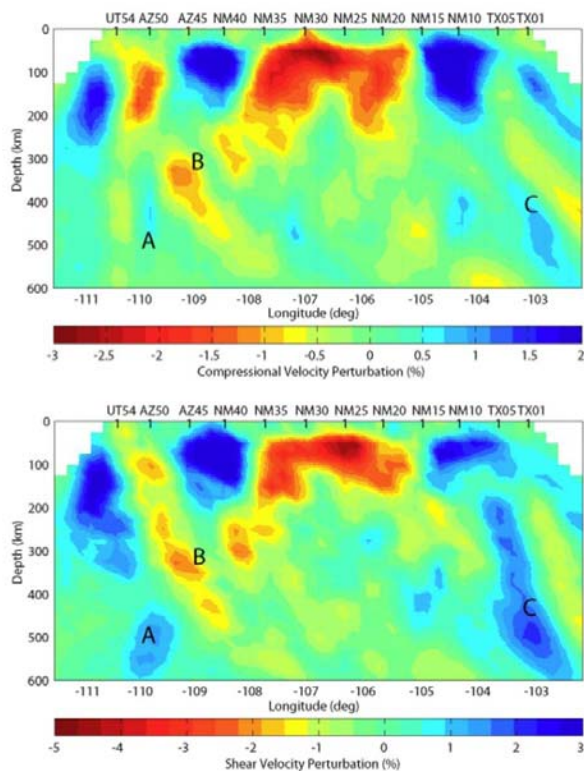 UT54 AZ50 AZ45 NM40 NM35 NM30 NM25 NM20 NM15 NM10 TX05 TX01
0
100
200
300
400
500
600
Depth (km)
A
B
C
-111 -110 -109 -108 -107 -106 -105 -104 -103
Longitude (deg)
-3 -2.5 -2 -1.5 -1 -0.5 0 0.5 1 1.5 2
Compressional Velocity Perturbation (%)
UT54 AZ50 AZ45 NM40 NM35 NM30 NM25 NM20 NM15 NM10 TX05 TX01
0
100
200
300
400
500
600
Depth (km)
A
B
C
-111 -110 -109 -108 -107 -106 -105 -104 -103
Longitude (deg)
-5 -4 -3 -2 -1 0 1 2 3
Shear Velocity Perturbation (%)